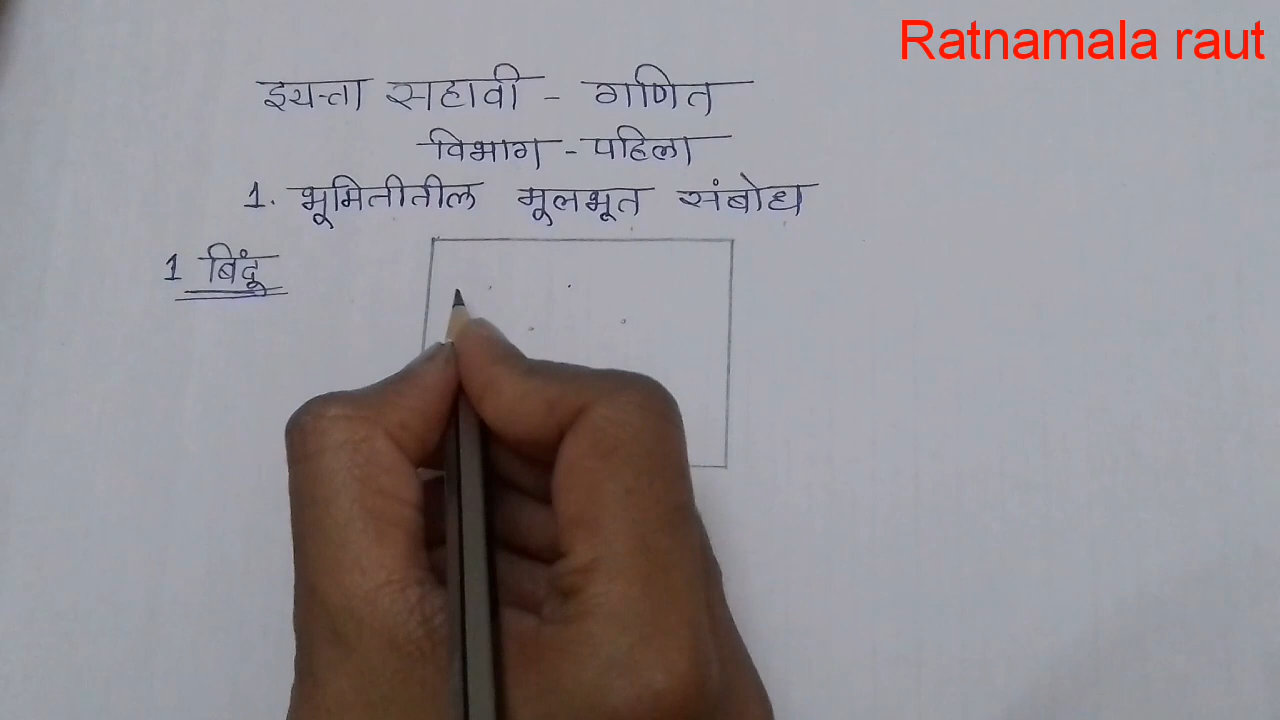 Ratnamala raut
इयत्ता सहावी - गणित
विभाग - पहिला
1. भूमितीतील मूलभूत संबोध
1 बिंदू